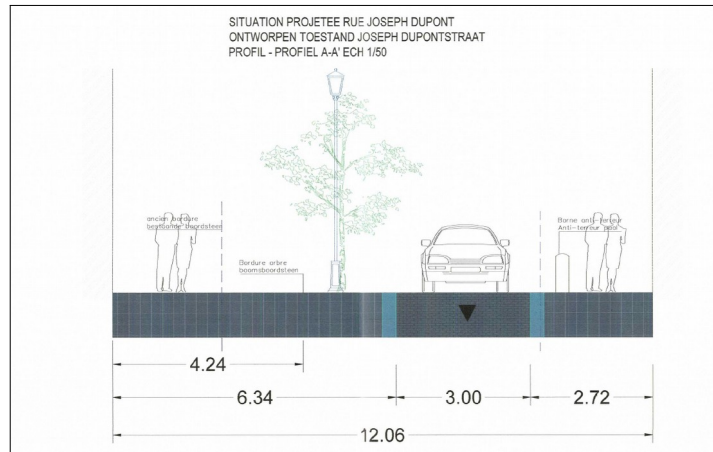 SITUATION PROJETEE RUE JOSEPH DUPONT
ONTWORPEN TOESTAND JOSEPH DUPONTSTRAAT
PROFIL - PROFIEL A-A' ECH 1/50
ancien bordure
bestaande boordsteen
Bordure arbre
boomsboordsteen
Borne anti-terreur
Anti-terreur paal
4.24
6.34
3.00
2.72
12.06